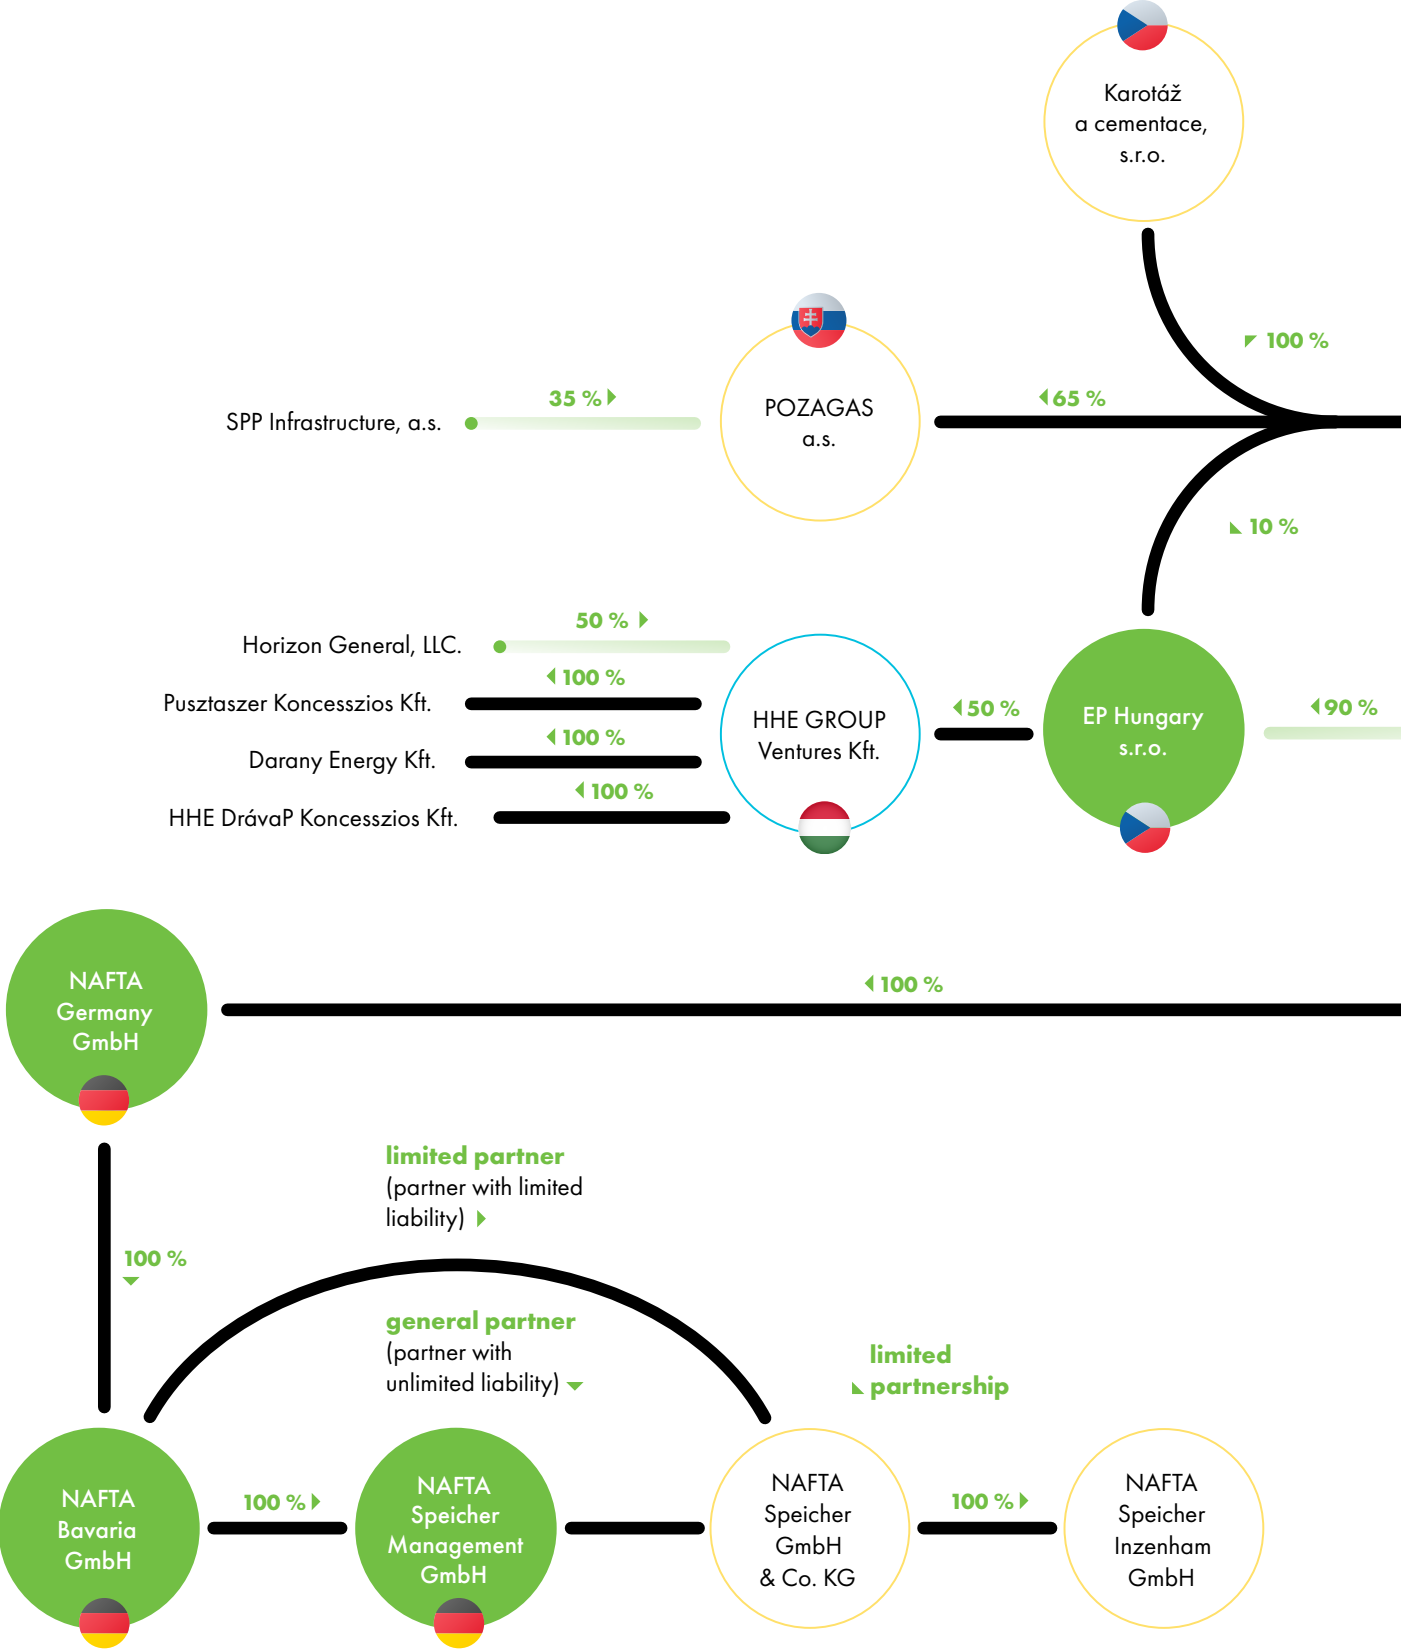 Karotáž
a cementace,
s.r.o.
100 %
35 %
65 %
SPP Infrastructure, a.s.
POZAGAS
a.s.
10 %
50 %
Horizon General, LLC.
100 %
Pusztaszer Koncesszios Kft.
100 %
Darany Energy Kft.
100 %
HHE DrávaP Koncesszios Kft.
HHE GROUP
Ventures Kft.
50 %
EP Hungary
s.r.o.
90 %
NAFTA
Germany
GmbH
100 %
100 %
limited partner
(partner with limited
liability)
general partner
(partner with
unlimited liability)
limited
partnership
NAFTA
Bavaria
GmbH
100 %
NAFTA
Speicher
Management
GmbH
NAFTA
Speicher
GmbH
& Co. KG
100 %
NAFTA
Speicher
Inzenham
GmbH